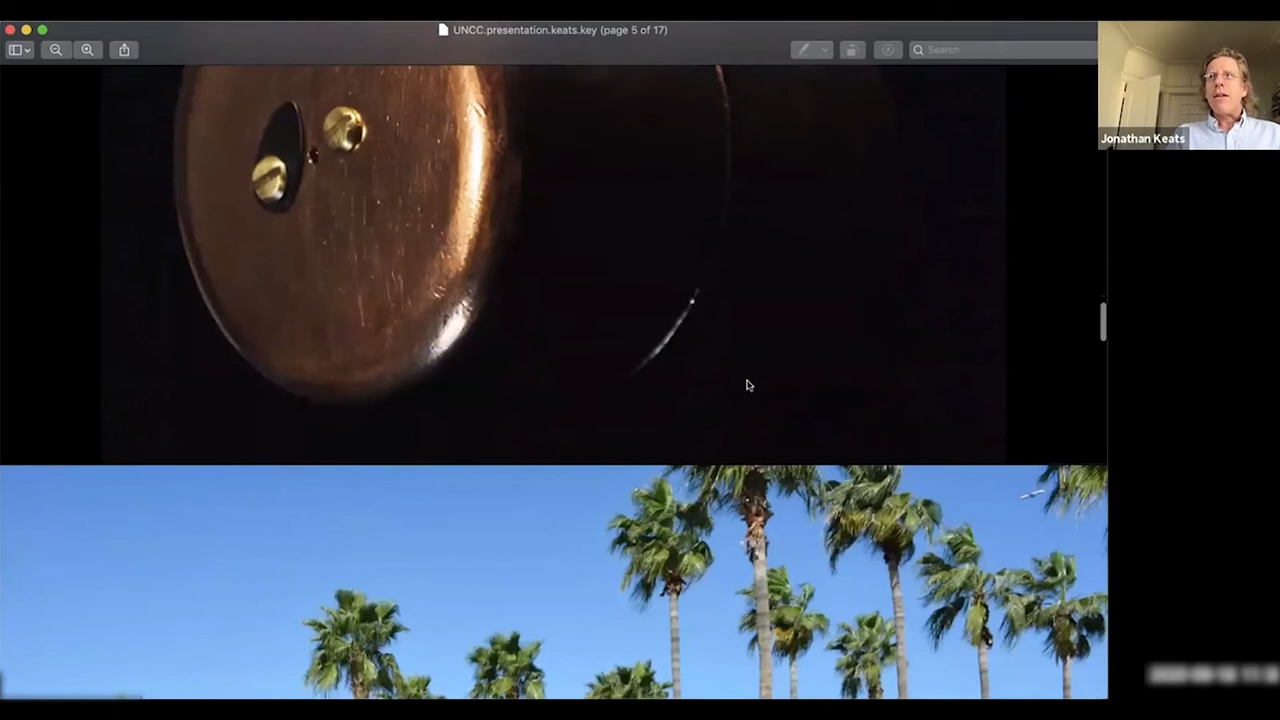 UNCC.presentation.keats.key (page 5 of 17)
Search
Jonathan Keats